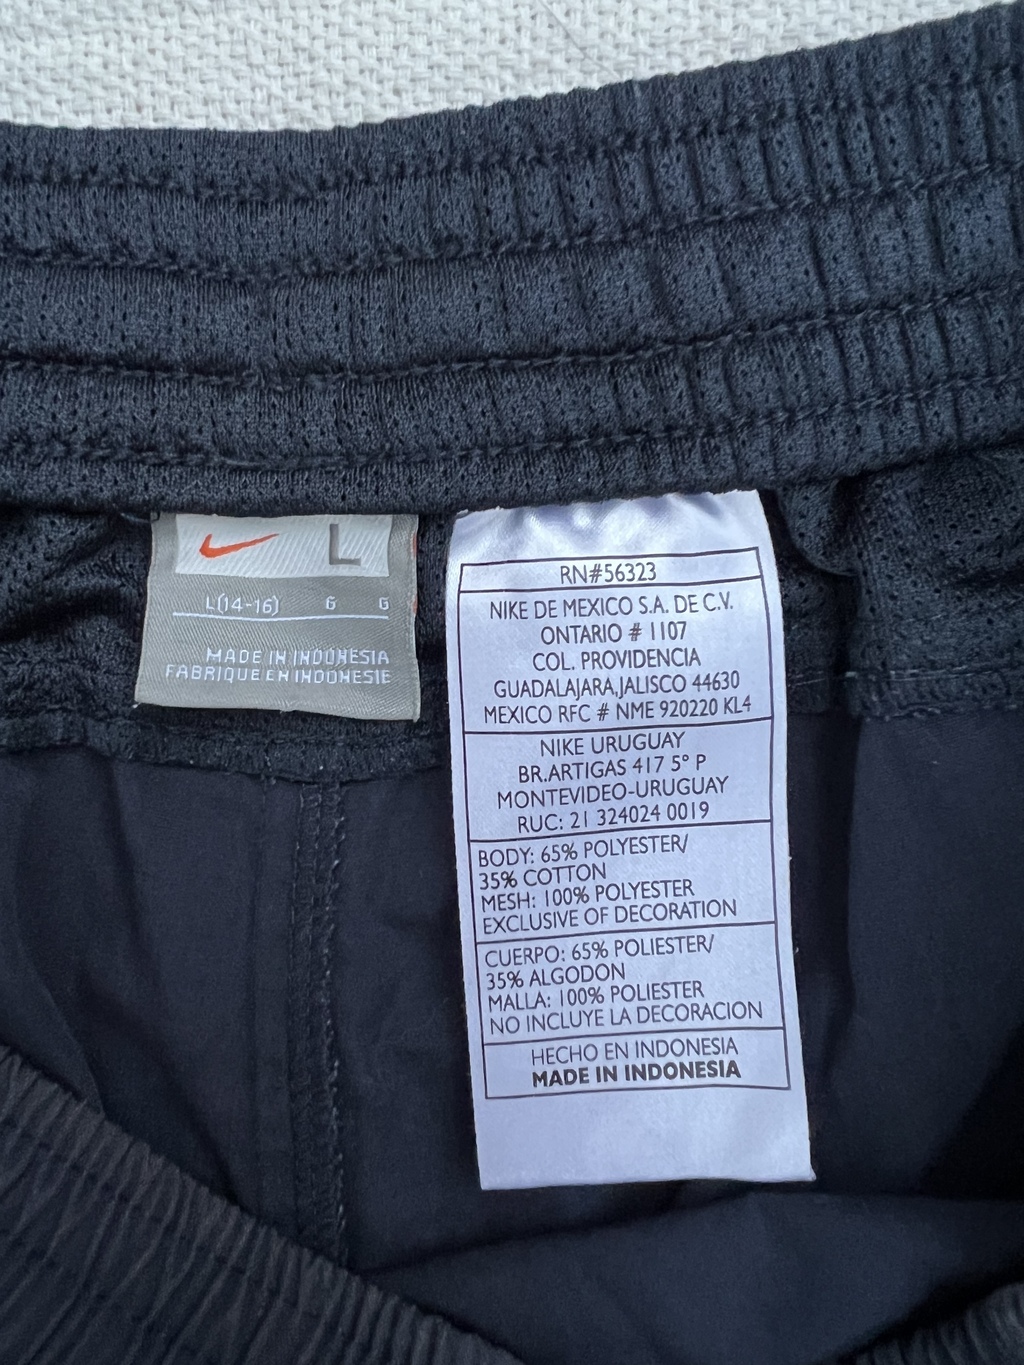 L
L(14-16) G G
MADE IN INDONESIA
FABRIQUE EN INDONESIE
RN#56323
NIKE DE MEXICO S.A. DE C.V.
ONTARIO # 1107
COL. PROVIDENCIA
GUADALAJARA,JALISCO 44630
MEXICO RFC # NME 920220 KL4
NIKE URUGUAY
BR.ARTIGAS 417 5° P
MONTEVIDEO-URUGUAY
RUC: 21 324024 0019
BODY: 65% POLYESTER/
35% COTTON
MESH: 100% POLYESTER
EXCLUSIVE OF DECORATION
CUERPO: 65% POLIESTER/
35% ALGODON
MALLA: 100% POLIESTER
NO INCLUYE LA DECORACION
HECHO EN INDONESIA
MADE IN INDONESIA